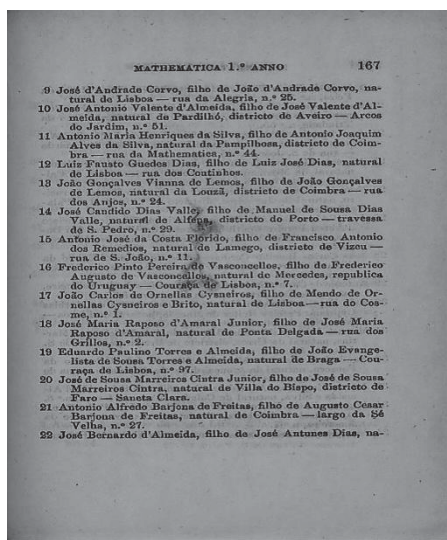 MATHEMATICA 1.º ANNO 167
9 José d'Andrade Corvo, filho de João d'Andrade Corvo, na-
tural de Lisboa — rua da Alegria, n.º 25.
10 José Antonio Valente d'Almeida, filho de José Valente d'Al-
meida, natural de Pardilhó, districto de Aveiro — Arcos
do Jardim, n.º 51.
11 Antonio Maria Henriques da Silva, filho de Antonio Joaquim
Alves da Silva, natural da Pampilhosa, districto de Coim-
bra — rua da Mathematica, n.º 44.
12 Luis Fausto Guedes Dias, filho de Luiz José Dias, natural
de Lisboa — rua dos Coutinhos.
13 João Gonçalves Vianna de Lemos, filho de João Gonçalves
de Lemos, natural da Louzã, districto de Coimbra — rua
dos Anjos, n.º 24.
14 José Candido Dias Valle, filho de Manuel de Sousa Dias
Valle, natural de Alfena, districto do Porto — travessa
de S. Pedro, n.º 29.
15 Antonio José da Costa Florido, filho de Francisco Antonio
dos Remedios, natural de Lamego, districto de Vizeu —
rua de S. João, n.º 11.
16 Frederico Pinto Pereira de Vasconcellos, filho de Frederico
Augusto de Vasconcellos, natural de Mercedes, republica
do Uruguay — Couraça de Lisboa, n.º 7.
17 João Carlos de Ornellas Cysneiros, filho de Mendo de Or-
nellas Cysneiros e Brito, natural de Lisboa — rua do Cos-
me, n.º 1.
18 José Maria Raposo d'Amaral Junior, filho de José Maria
Raposo d'Amaral, natural de Ponta Delgada — rua dos
Grillos, n.º 2.
19 Eduardo Paulino Torres e Almeida, filho de João Evange-
lista de Sousa Torres e Almeida, natural de Braga — Cou-
raça de Lisboa, n.º 97.
20 José de Sousa Marreiros Cintra Junior, filho de José de Sousa
Marreiros Cintra, natural de Villa do Bispo, districto de
Faro — Sancta Clara.
21 Antonio Alfredo Barjona de Freitas, filho de Augusto Cesar
Barjona de Freitas, natural de Coimbra — largo da Sé
Velha, n.º 27.
22 José Bernardo d'Almeida, filho de José Antunes Dias, na-